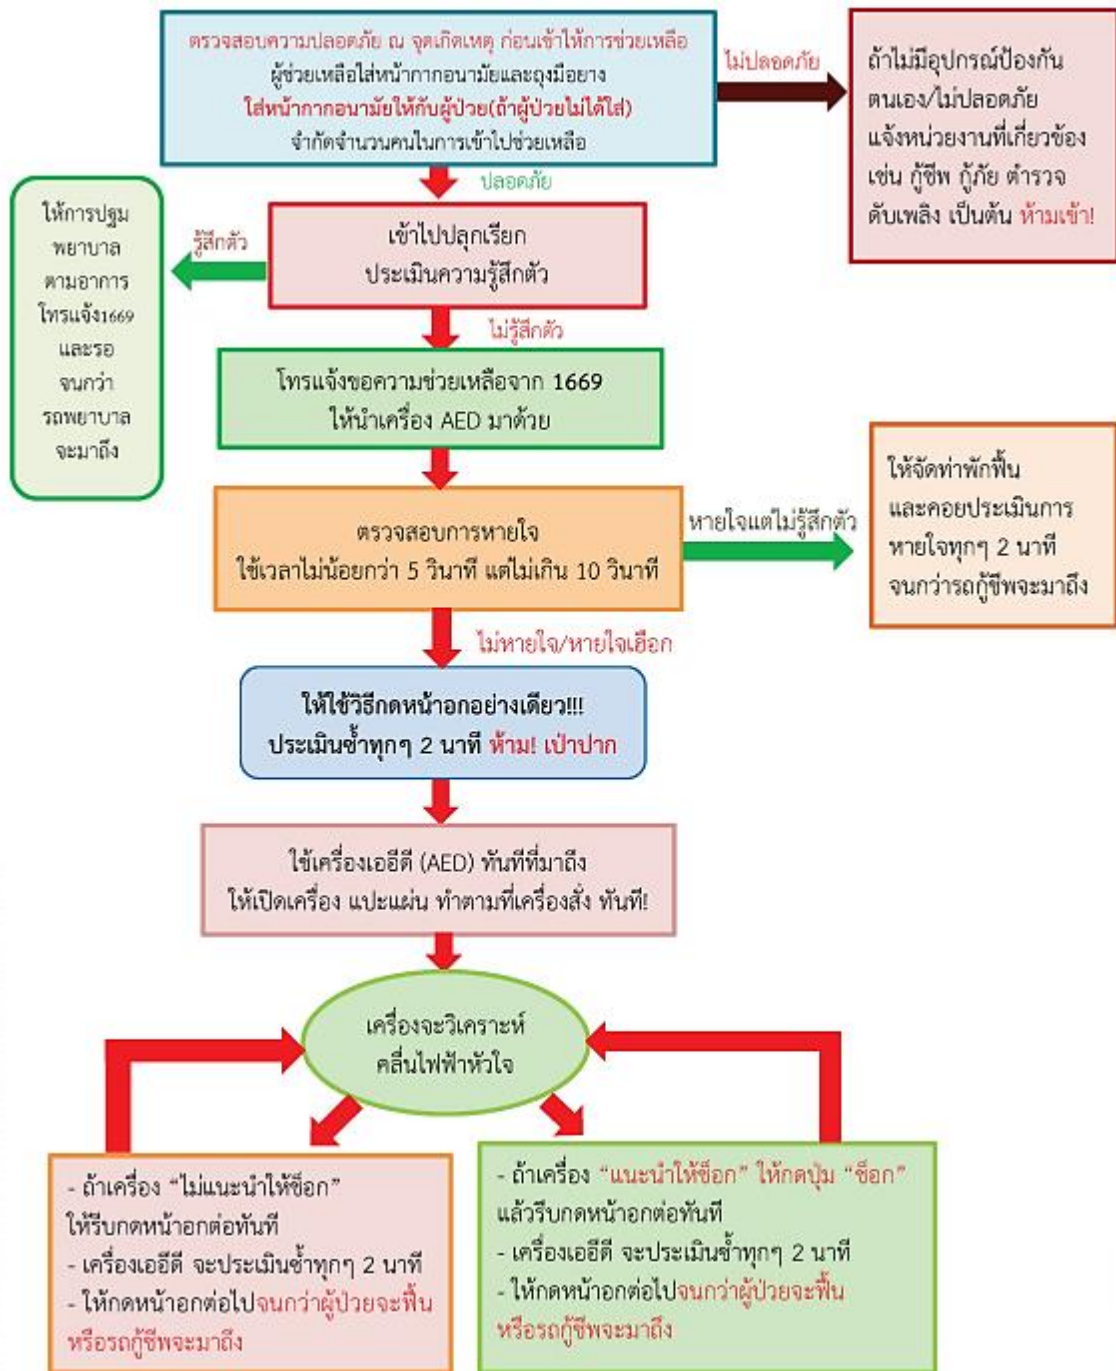 ตรวจสอบความปลอดภัย ณ จุดเกิดเหตุ ก่อนเข้าให้การช่วยเหลือ
ผู้ช่วยเหลือใส่หน้ากากอนามัยและถุงมือยาง
ใส่หน้ากากอนามัยให้กับผู้ป่วย(ถ้าผู้ป่วยไม่ได้ใส่)
จำกัดจำนวนคนในการเข้าไปช่วยเหลือ
ไม่ปลอดภัย
ถ้าไม่มีอุปกรณ์ป้องกัน
ตนเอง/ไม่ปลอดภัย
แจ้งหน่วยงานที่เกี่ยวข้อง
เช่น กู้ชีพ กู้ภัย ตำรวจ
ดับเพลิง เป็นต้น ห้ามเข้า!
ปลอดภัย
เข้าไปปลุกเรียก
ประเมินความรู้สึกตัว
รู้สึกตัว
ให้การปฐม
พยาบาล
ตามอาการ
โทรแจ้ง1669
และรอ
จนกว่า
รถพยาบาล
จะมาถึง
ไม่รู้สึกตัว
โทรแจ้งขอความช่วยเหลือจาก 1669
ให้นำเครื่อง AED มาด้วย
ตรวจสอบการหายใจ
ใช้เวลาไม่น้อยกว่า 5 วินาที แต่ไม่เกิน 10 วินาที
หายใจแต่ไม่รู้สึกตัว
ให้จัดท่าพักฟื้น
และคอยประเมินการ
หายใจทุกๆ 2 นาที
จนกว่ารถกู้ชีพจะมาถึง
ไม่หายใจ/หายใจเฮือก
ให้ใช้วิธีกดหน้าอกอย่างเดียว!!!
ประเมินซ้ำทุกๆ 2 นาที ห้าม! เป่าปาก
ใช้เครื่องเออีดี (AED) ทันทีที่มาถึง
ให้เปิดเครื่อง แปะแผ่น ทำตามที่เครื่องสั่ง ทันที!
เครื่องจะวิเคราะห์
คลื่นไฟฟ้าหัวใจ
- ถ้าเครื่อง “ไม่แนะนำให้ช็อก”
ให้รีบกดหน้าอกต่อทันที
- เครื่องเออีดี จะประเมินซ้ำทุกๆ 2 นาที
- ให้กดหน้าอกต่อไปจนกว่าผู้ป่วยจะฟื้น
หรือรถกู้ชีพจะมาถึง
- ถ้าเครื่อง “แนะนำให้ช็อก” ให้กดปุ่ม “ช็อก”
แล้วรีบกดหน้าอกต่อทันที
- เครื่องเออีดี จะประเมินซ้ำทุกๆ 2 นาที
- ให้กดหน้าอกต่อไปจนกว่าผู้ป่วยจะฟื้น
หรือรถกู้ชีพจะมาถึง